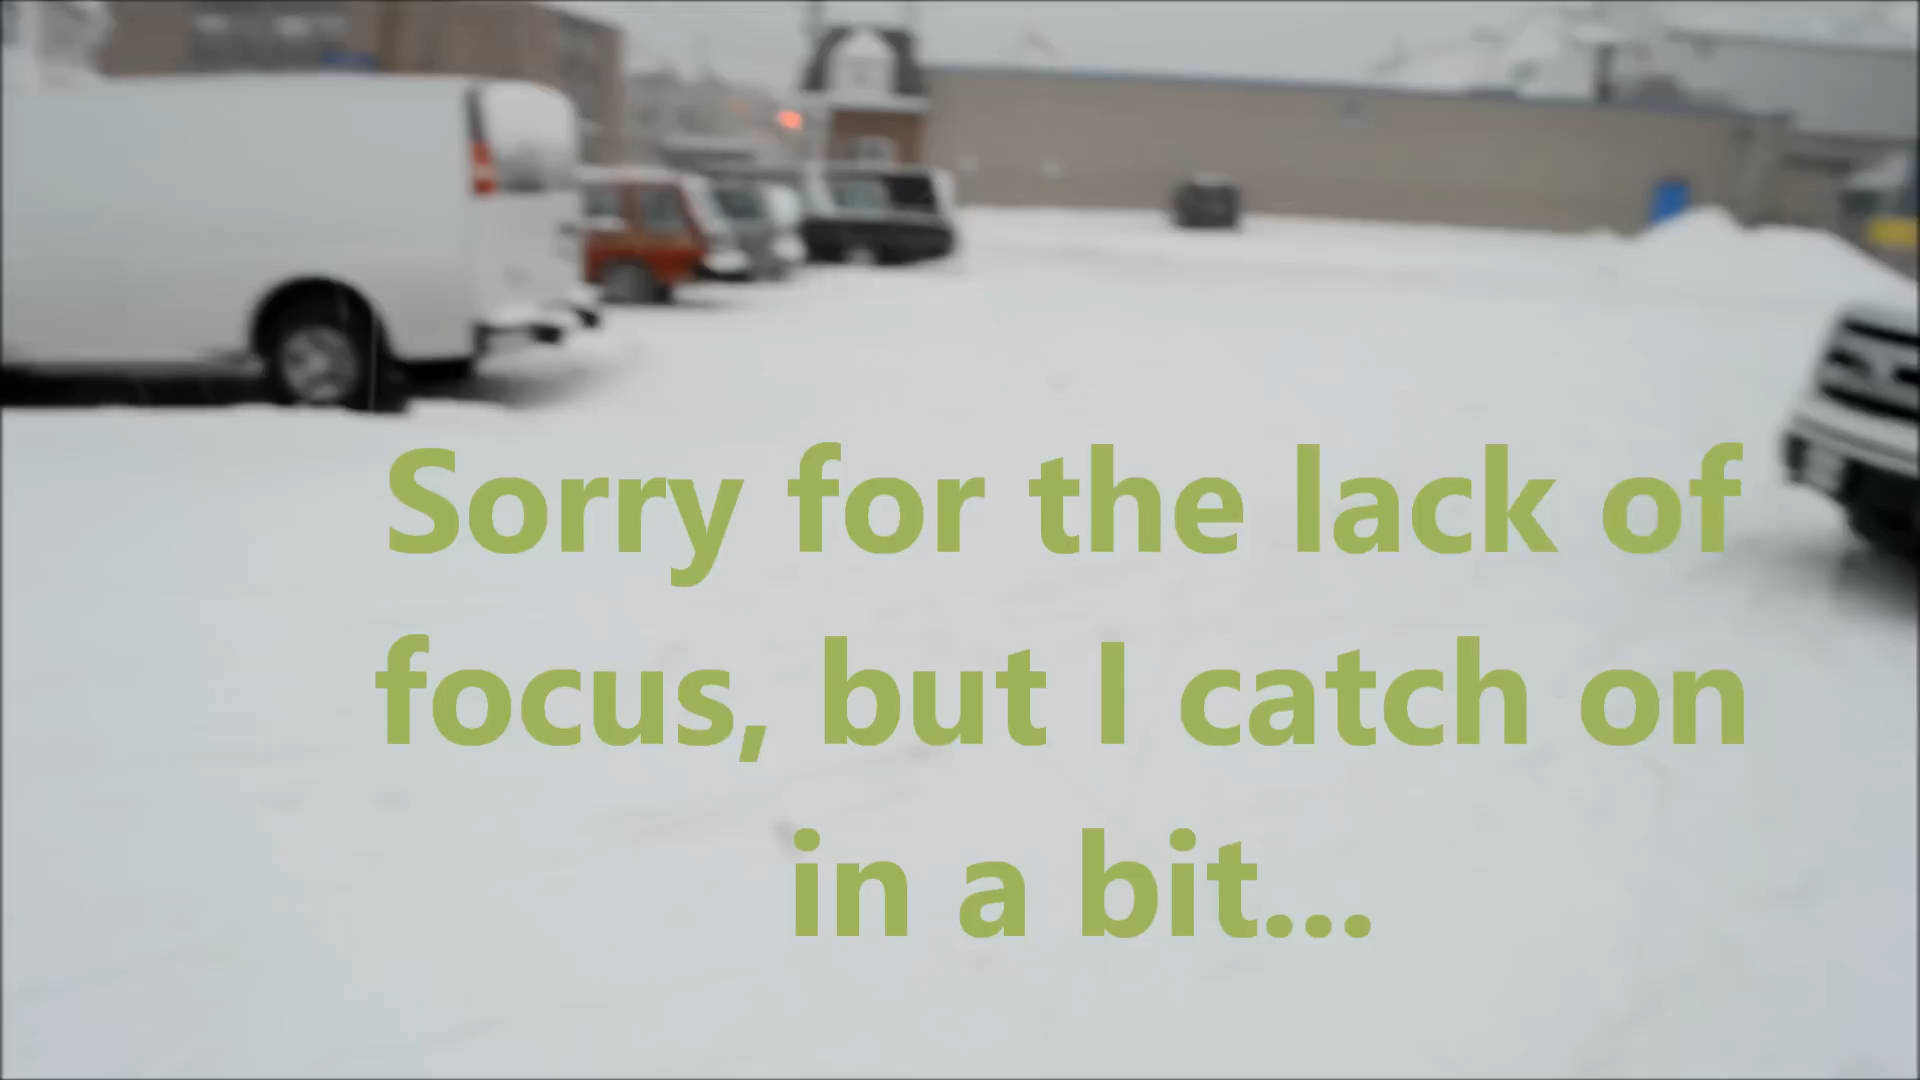 Sorry for the lack of
focus, but I catch on
in a bit...